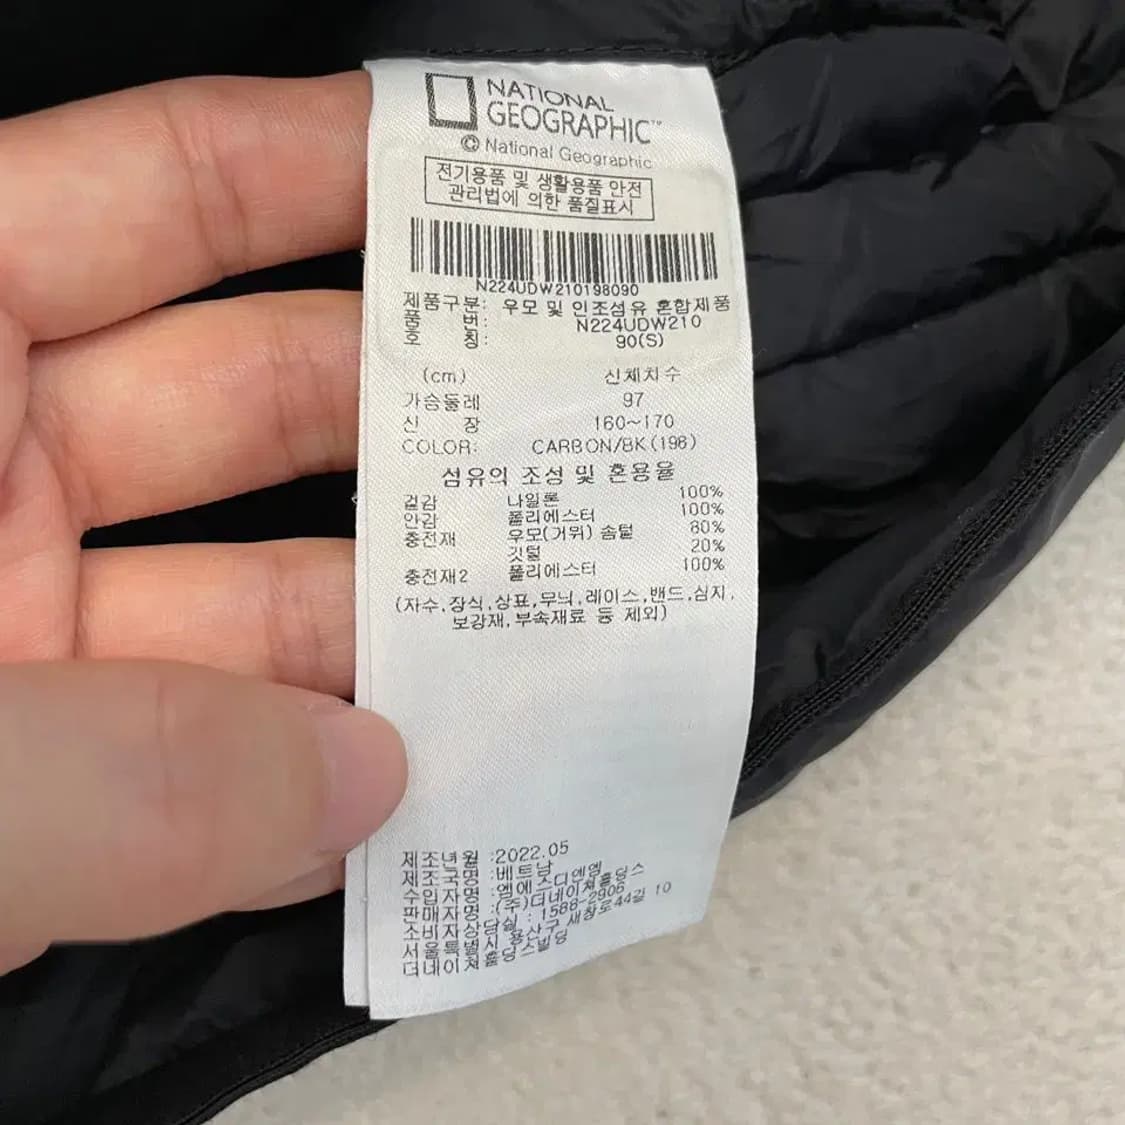 NATIONAL
GEOGRAPHIC™
© National Geographic
전기용품 및 생활용품 안전
관리법에 의한 품질표시
N224UDW210198090
제품구분: 우모 및 인조섬유 혼합제품
품 번: N224UDW210
호 칭: 90(S)
(cm) 신체치수
가슴둘레 97
신 장 160~170
COLOR: CARBON/BK(198)
섬유의 조성 및 혼용율
겉감 나일론 100%
안감 폴리에스터 100%
충전재 우모(거위) 솜털 80%
깃털 20%
충전재2 폴리에스터 100%
(자수,장식,상표,무늬,레이스,밴드,심지,
보강재,부속재료 등 제외)
제조년월 :2022.05
제조국명 :베트남
수입자명 :엠에스디엔엠
판매자명 :(주)더네이쳐홀딩스
소비자상담실 : 1588-2906
서울특별시 용산구 새창로44길 10
더네이쳐홀딩스빌딩